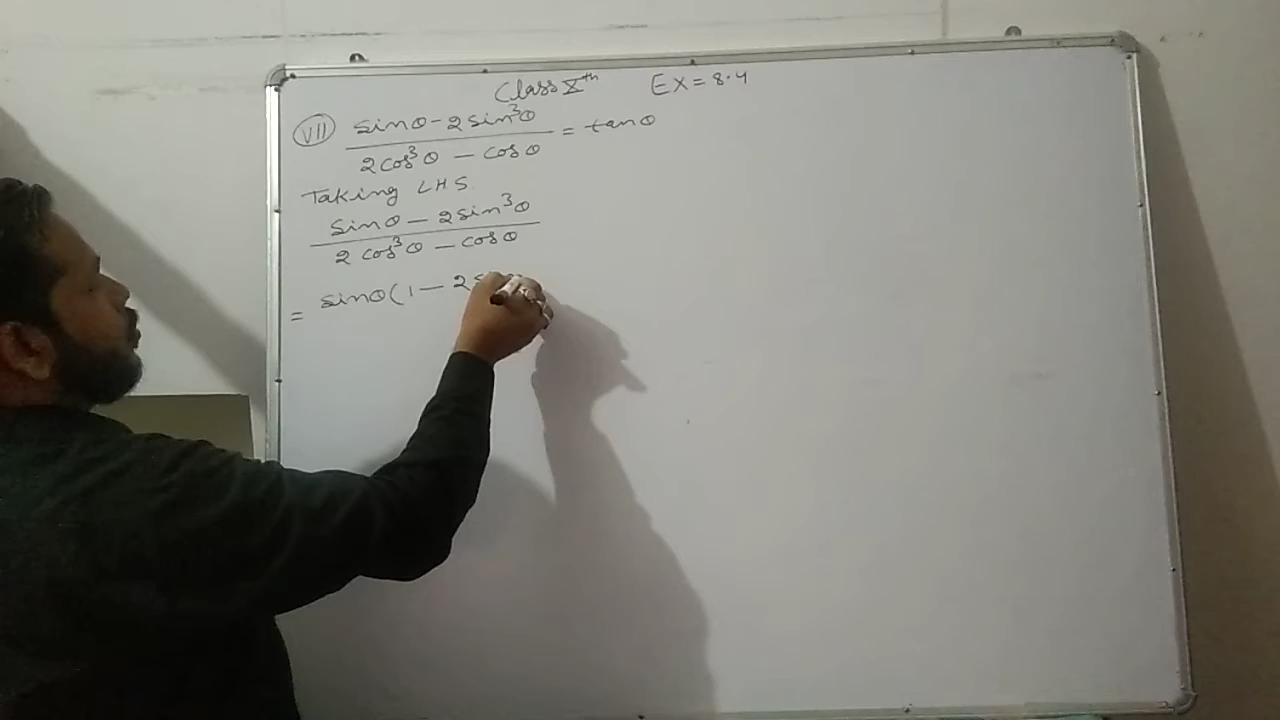 Class Xth Ex = 8.4
VII sinθ - 2sin³θ / 2cos³θ - cosθ = tanθ
Taking LHS.
sinθ - 2sin³θ
2cos³θ - cosθ
= sinθ(1 - 2